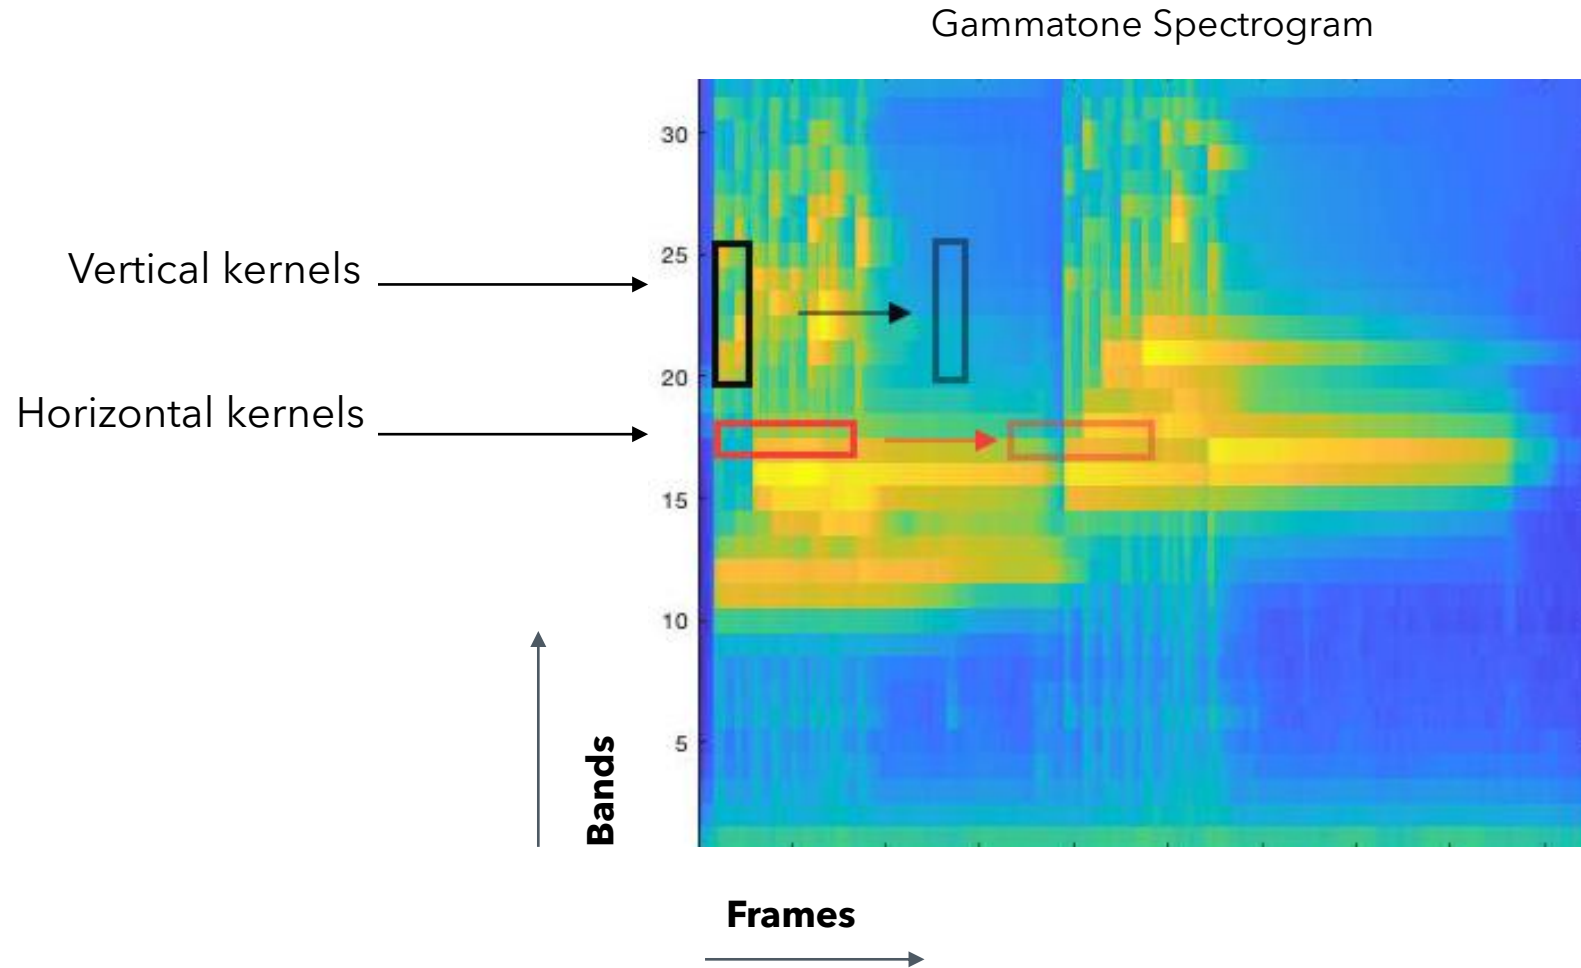 Gammatone Spectrogram
30
25
Vertical kernels
20
Horizontal kernels
15
10
5
Bands
Frames